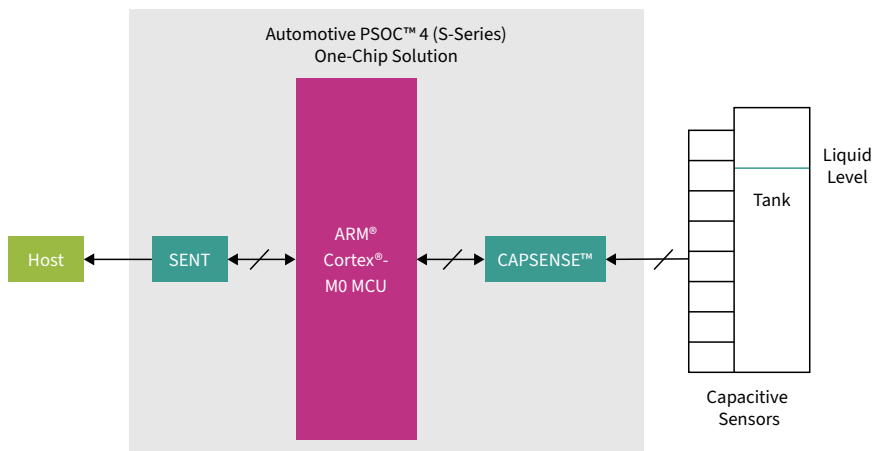 Automotive PSOC™ 4 (S-Series)
One-Chip Solution
Host
SENT
ARM®
Cortex®-
M0 MCU
CAPSENSE™
Tank
Liquid
Level
Capacitive
Sensors